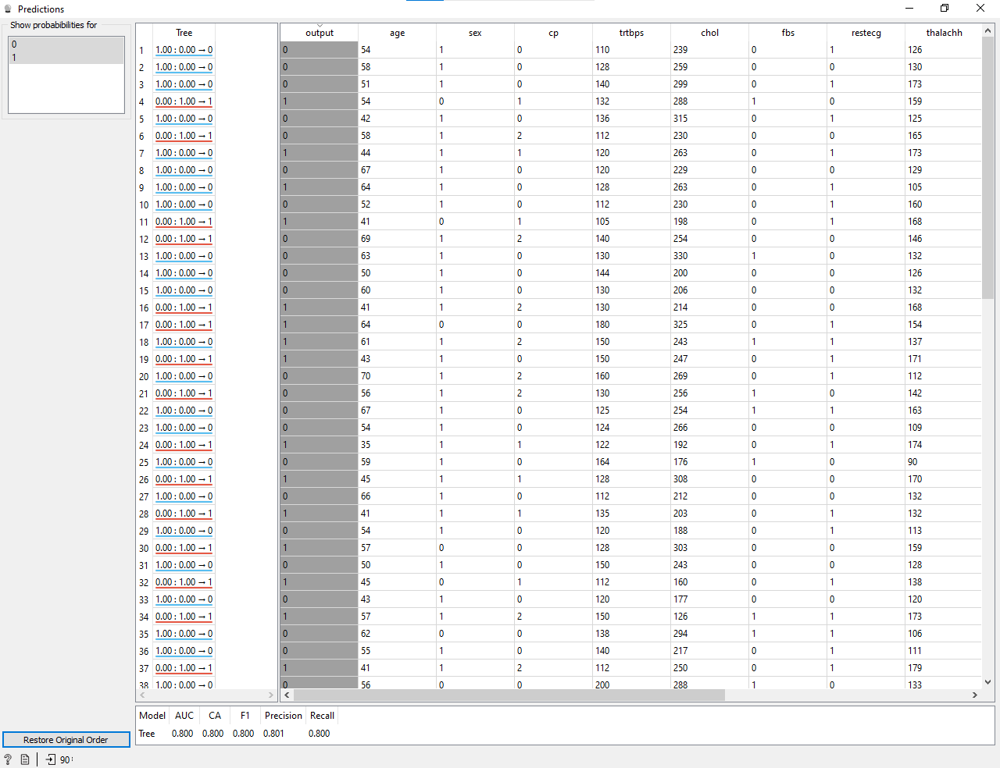 Predictions
Show probabibilities for
0
1
Tree output age sex cp trtbps chol fbs restecg thalachh
1 1.00 : 0.00 → 0 0 54 1 0 110 239 0 1 126
2 1.00 : 0.00 → 0 0 58 1 0 128 259 0 0 130
3 1.00 : 0.00 → 0 0 51 1 0 140 299 0 1 173
4 0.00 : 1.00 → 1 1 54 0 1 132 288 1 0 159
5 1.00 : 0.00 → 0 0 42 1 0 136 315 0 1 125
6 0.00 : 1.00 → 1 0 58 1 2 112 230 0 0 165
7 1.00 : 0.00 → 0 1 44 1 1 120 263 0 1 173
8 1.00 : 0.00 → 0 0 67 1 0 120 229 0 0 129
9 1.00 : 0.00 → 0 1 64 1 0 128 263 0 1 105
10 1.00 : 0.00 → 0 0 52 1 0 112 230 0 1 160
11 0.00 : 1.00 → 1 1 41 0 1 105 198 0 1 168
12 0.00 : 1.00 → 1 0 69 1 2 140 254 0 0 146
13 1.00 : 0.00 → 0 0 63 1 0 130 330 1 0 132
14 1.00 : 0.00 → 0 0 50 1 0 144 200 0 0 126
15 1.00 : 0.00 → 0 0 60 1 0 130 206 0 0 132
16 0.00 : 1.00 → 1 1 41 1 2 130 214 0 0 168
17 0.00 : 1.00 → 1 1 64 0 0 180 325 0 1 154
18 1.00 : 0.00 → 0 1 61 1 2 150 243 1 1 137
19 0.00 : 1.00 → 1 1 43 1 0 150 247 0 1 171
20 1.00 : 0.00 → 0 0 70 1 2 160 269 0 1 112
21 0.00 : 1.00 → 1 0 56 1 2 130 256 1 0 142
22 1.00 : 0.00 → 0 0 67 1 0 125 254 1 1 163
23 1.00 : 0.00 → 0 0 54 1 0 124 266 0 0 109
24 0.00 : 1.00 → 1 1 35 1 1 122 192 0 1 174
25 1.00 : 0.00 → 0 0 59 1 0 164 176 1 0 90
26 0.00 : 1.00 → 1 1 45 1 1 128 308 0 0 170
27 1.00 : 0.00 → 0 0 66 1 0 112 212 0 0 132
28 0.00 : 1.00 → 1 1 41 1 1 135 203 0 1 132
29 1.00 : 0.00 → 0 0 54 1 0 120 188 0 1 113
30 0.00 : 1.00 → 1 1 57 0 0 128 303 0 0 159
31 1.00 : 0.00 → 0 0 50 1 0 150 243 0 0 128
32 0.00 : 1.00 → 1 1 45 0 1 112 160 0 1 138
33 1.00 : 0.00 → 0 0 43 1 0 120 177 0 0 120
34 0.00 : 1.00 → 1 1 57 1 2 150 126 1 1 173
35 1.00 : 0.00 → 0 0 62 0 0 138 294 1 1 106
36 1.00 : 0.00 → 0 0 55 1 0 140 217 0 1 111
37 0.00 : 1.00 → 1 1 41 1 2 112 250 0 1 179
38 1.00 : 0.00 → 0 0 56 0 0 200 288 1 0 133
Model AUC CA F1 Precision Recall
Tree 0.800 0.800 0.800 0.801 0.800
Restore Original Order
90